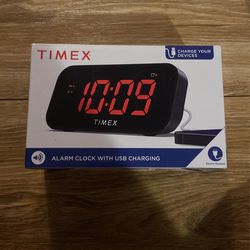 TIMEX
CHARGE YOUR
DEVICES
10:09
TIMEX
ALARM CLOCK WITH USB CHARGING